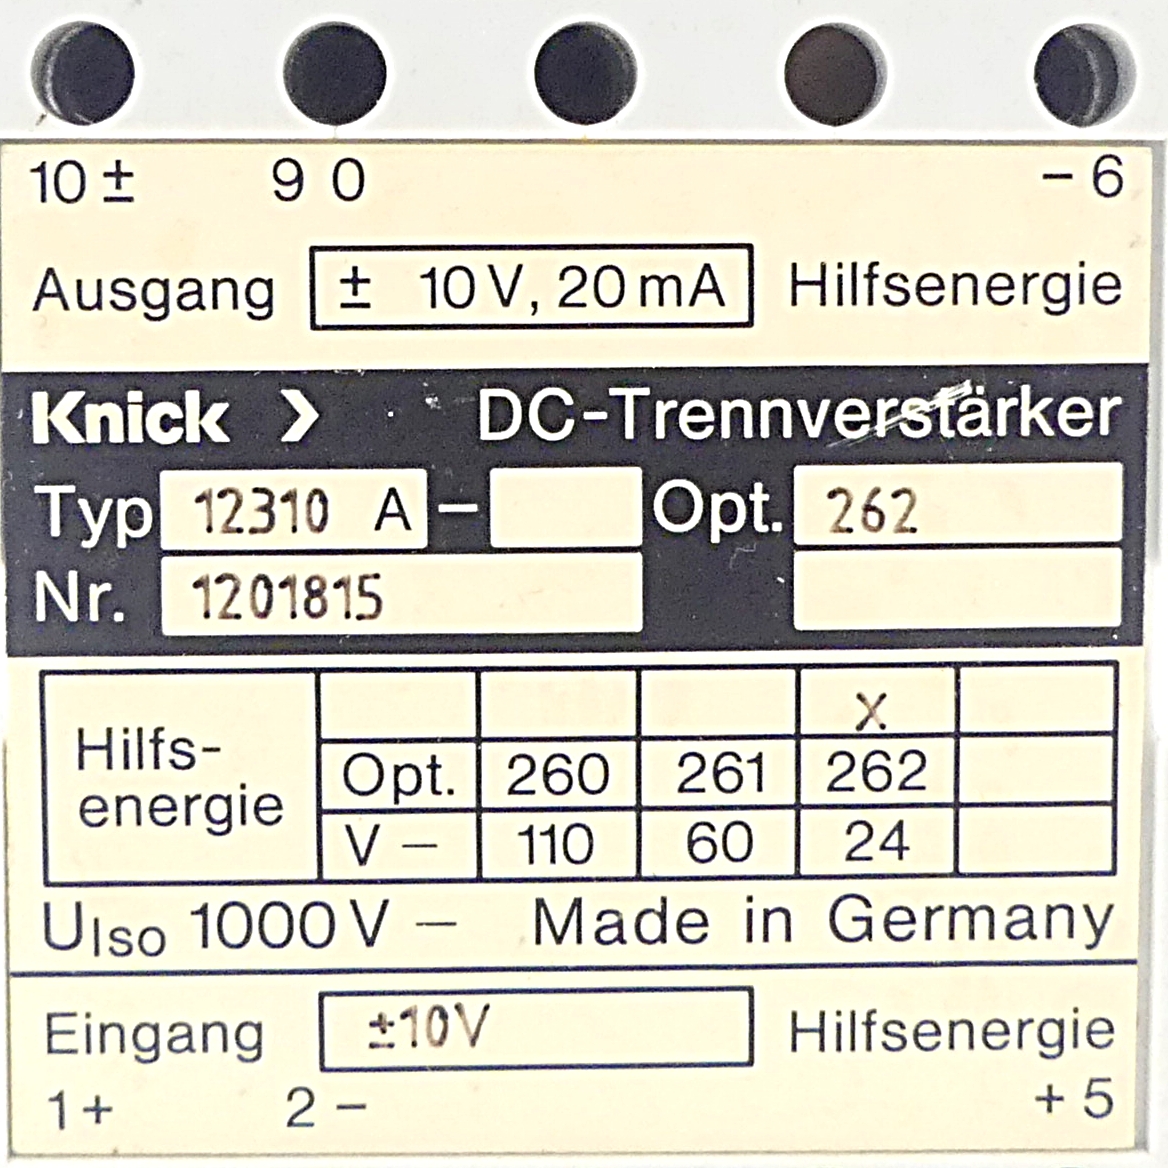 10 ± 9 0 - 6
Ausgang ± 10 V, 20 mA Hilfsenergie
Knick > DC-Trennverstärker
Typ 12310 A - Opt. 262
Nr. 1201815
X
Hilfs- Opt. 260 261 262
energie V - 110 60 24
UIso 1000 V - Made in Germany
Eingang ±10V Hilfsenergie
1 + 2 - + 5